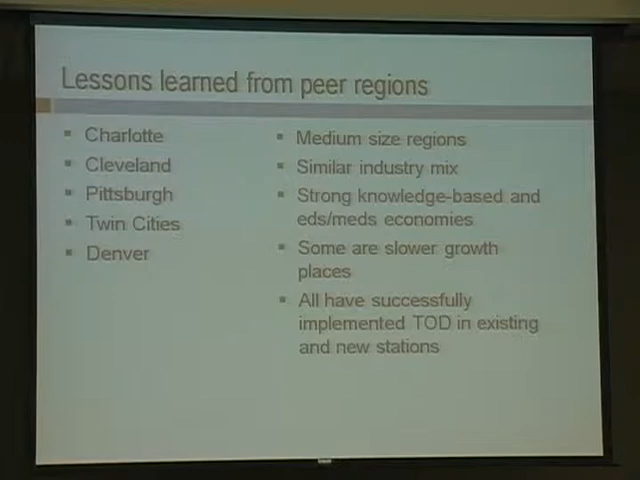 Lessons learned from peer regions
Charlotte
Cleveland
Pittsburgh
Twin Cities
Denver
Medium size regions
Similar industry mix
Strong knowledge-based and
eds/meds economies
Some are slower growth
places
All have successfully
implemented TOD in existing
and new stations